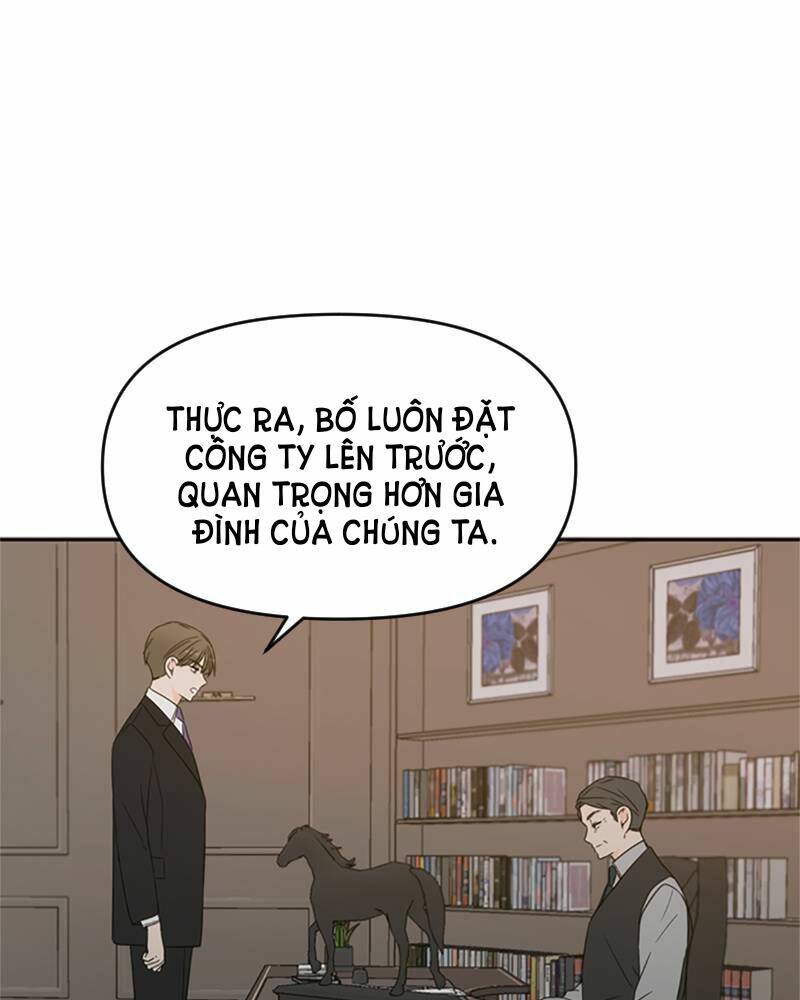 THỰC RA, BỐ LUÔN ĐẶT
CÔNG TY LÊN TRƯỚC,
QUAN TRỌNG HƠN GIA
ĐÌNH CỦA CHÚNG TA.